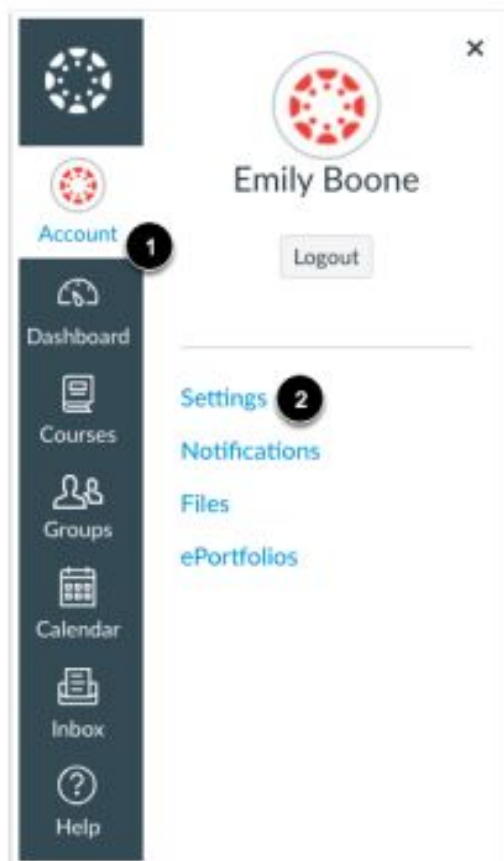 ×
Emily Boone
Account 1
Logout
Dashboard
Settings 2
Courses
Notifications
Files
Groups
ePortfolios
Calendar
Inbox
?
Help